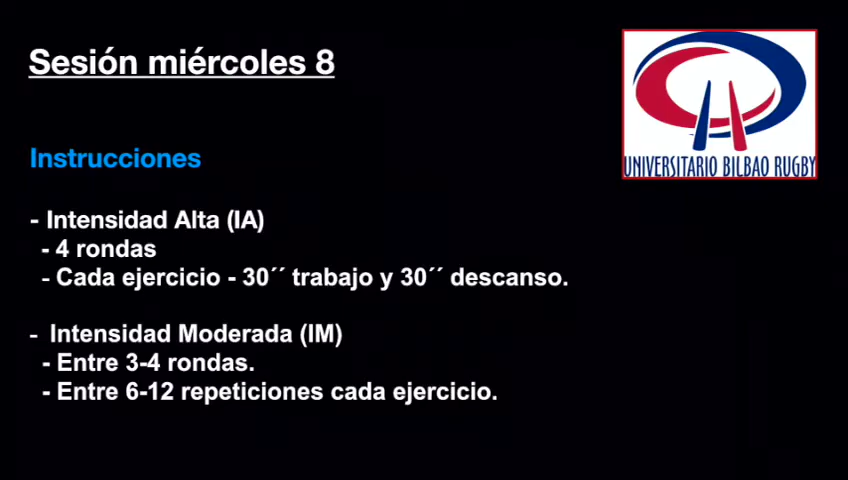 Sesión miércoles 8
UNIVERSITARIO BILBAO RUGBY
Instrucciones
- Intensidad Alta (IA)
- 4 rondas
- Cada ejercicio - 30´´ trabajo y 30´´ descanso.
- Intensidad Moderada (IM)
- Entre 3-4 rondas.
- Entre 6-12 repeticiones cada ejercicio.